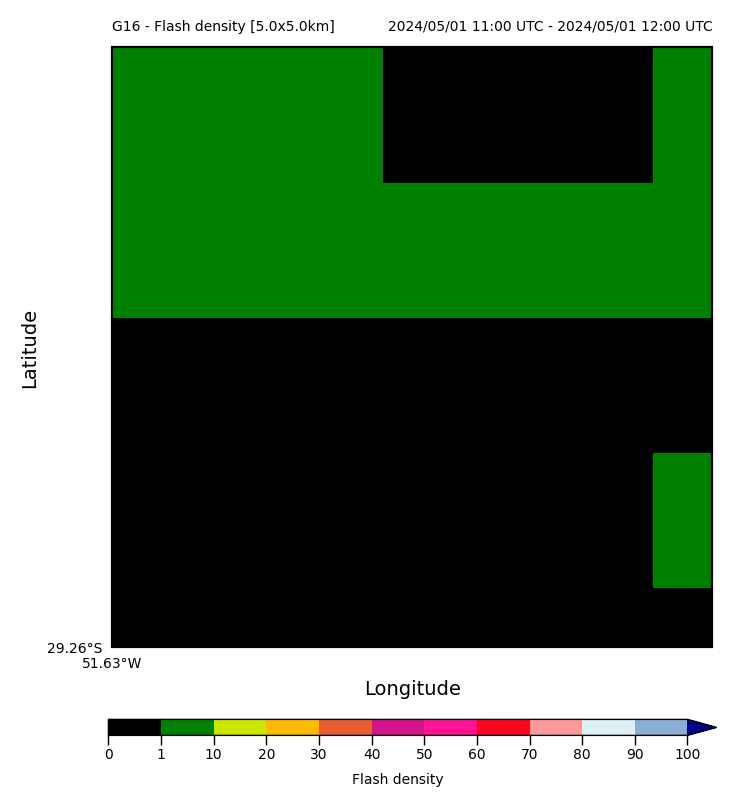 G16 - Flash density [5.0x5.0km] 2024/05/01 11:00 UTC - 2024/05/01 12:00 UTC
Latitude
29.26°S
51.63°W
Longitude
0 1 10 20 30 40 50 60 70 80 90 100
Flash density